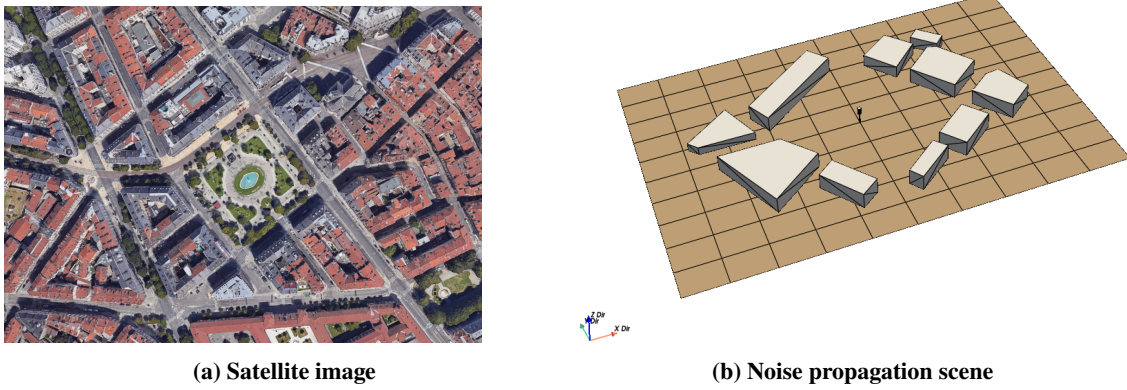 Z Dir
Y Dir
X Dir
(a) Satellite image
(b) Noise propagation scene